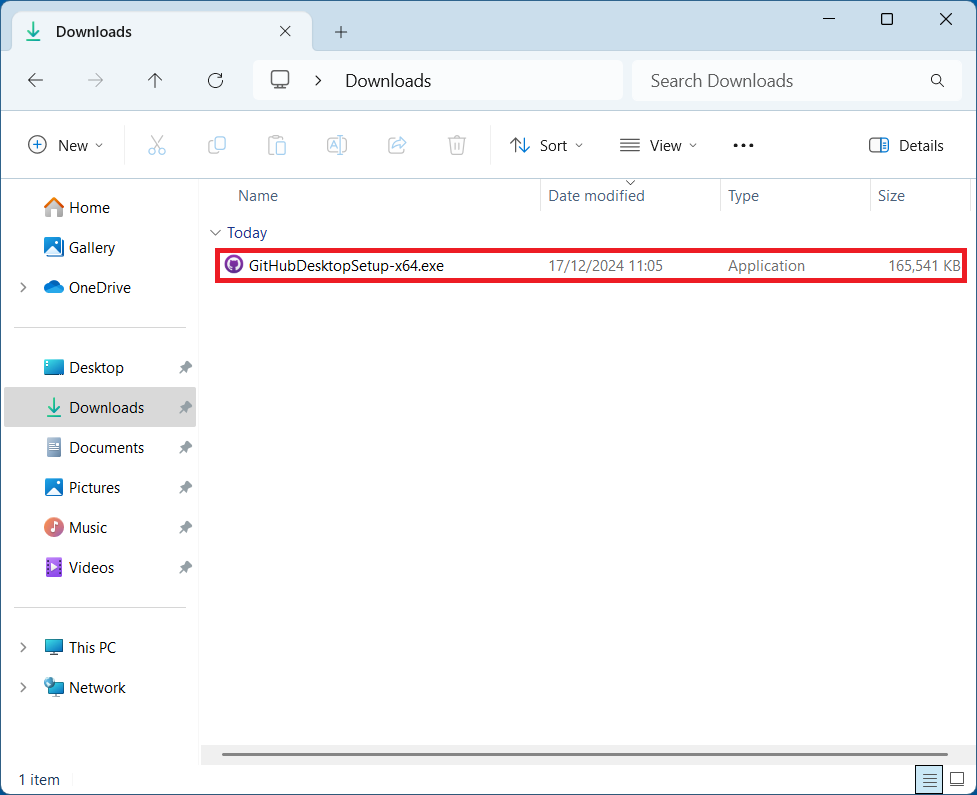 Downloads
Downloads
Search Downloads
New
Sort
View
Details
Name Date modified Type Size
Today
GitHubDesktopSetup-x64.exe 17/12/2024 11:05 Application 165,541 KB
Home
Gallery
OneDrive
Desktop
Downloads
Documents
Pictures
Music
Videos
This PC
Network
1 item